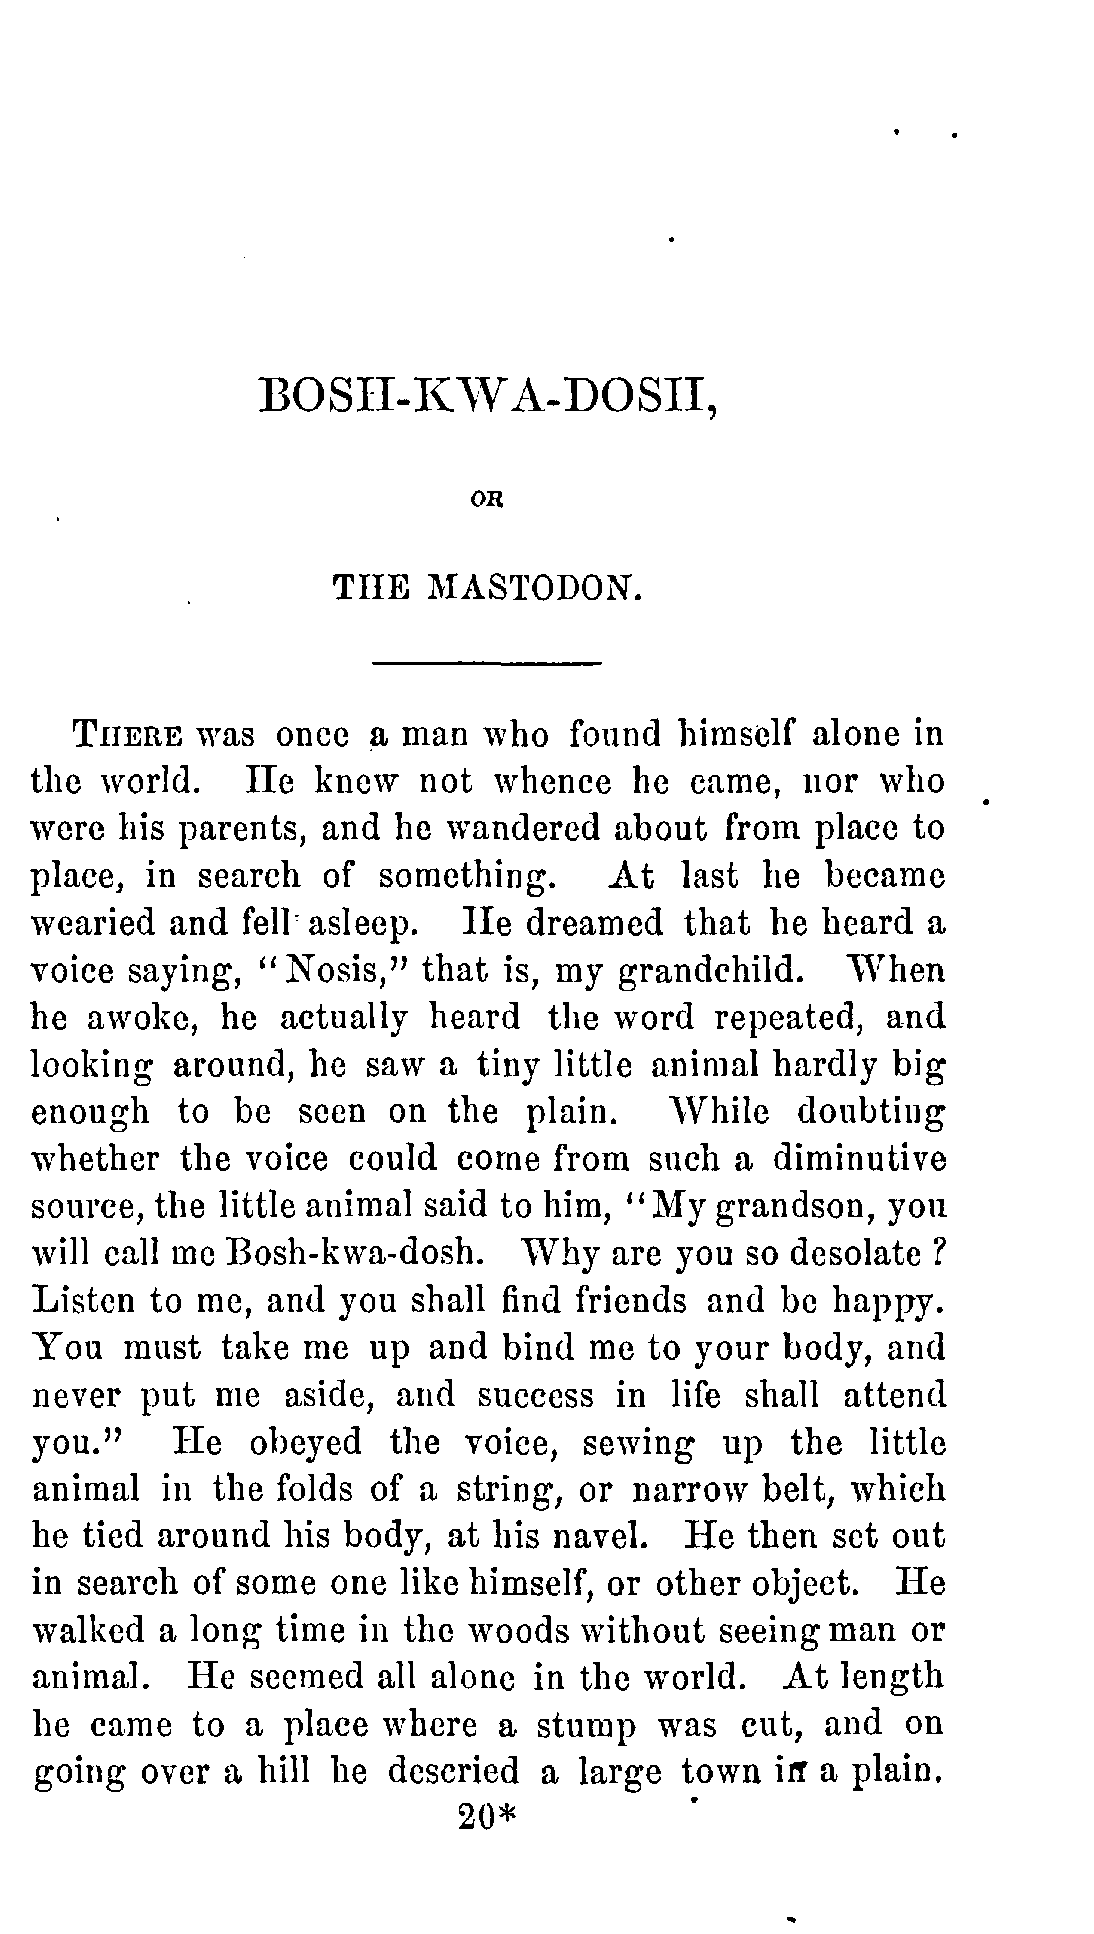 BOSH-KWA-DOSH,
OR
THE MASTODON.
THERE was once a man who found himself alone in
the world. He knew not whence he came, nor who
were his parents, and he wandered about from place to
place, in search of something. At last he became
wearied and fell asleep. He dreamed that he heard a
voice saying, "Nosis," that is, my grandchild. When
he awoke, he actually heard the word repeated, and
looking around, he saw a tiny little animal hardly big
enough to be seen on the plain. While doubting
whether the voice could come from such a diminutive
source, the little animal said to him, "My grandson, you
will call me Bosh-kwa-dosh. Why are you so desolate ?
Listen to me, and you shall find friends and be happy.
You must take me up and bind me to your body, and
never put me aside, and success in life shall attend
you." He obeyed the voice, sewing up the little
animal in the folds of a string, or narrow belt, which
he tied around his body, at his navel. He then set out
in search of some one like himself, or other object. He
walked a long time in the woods without seeing man or
animal. He seemed all alone in the world. At length
he came to a place where a stump was cut, and on
going over a hill he descried a large town in a plain.
20*